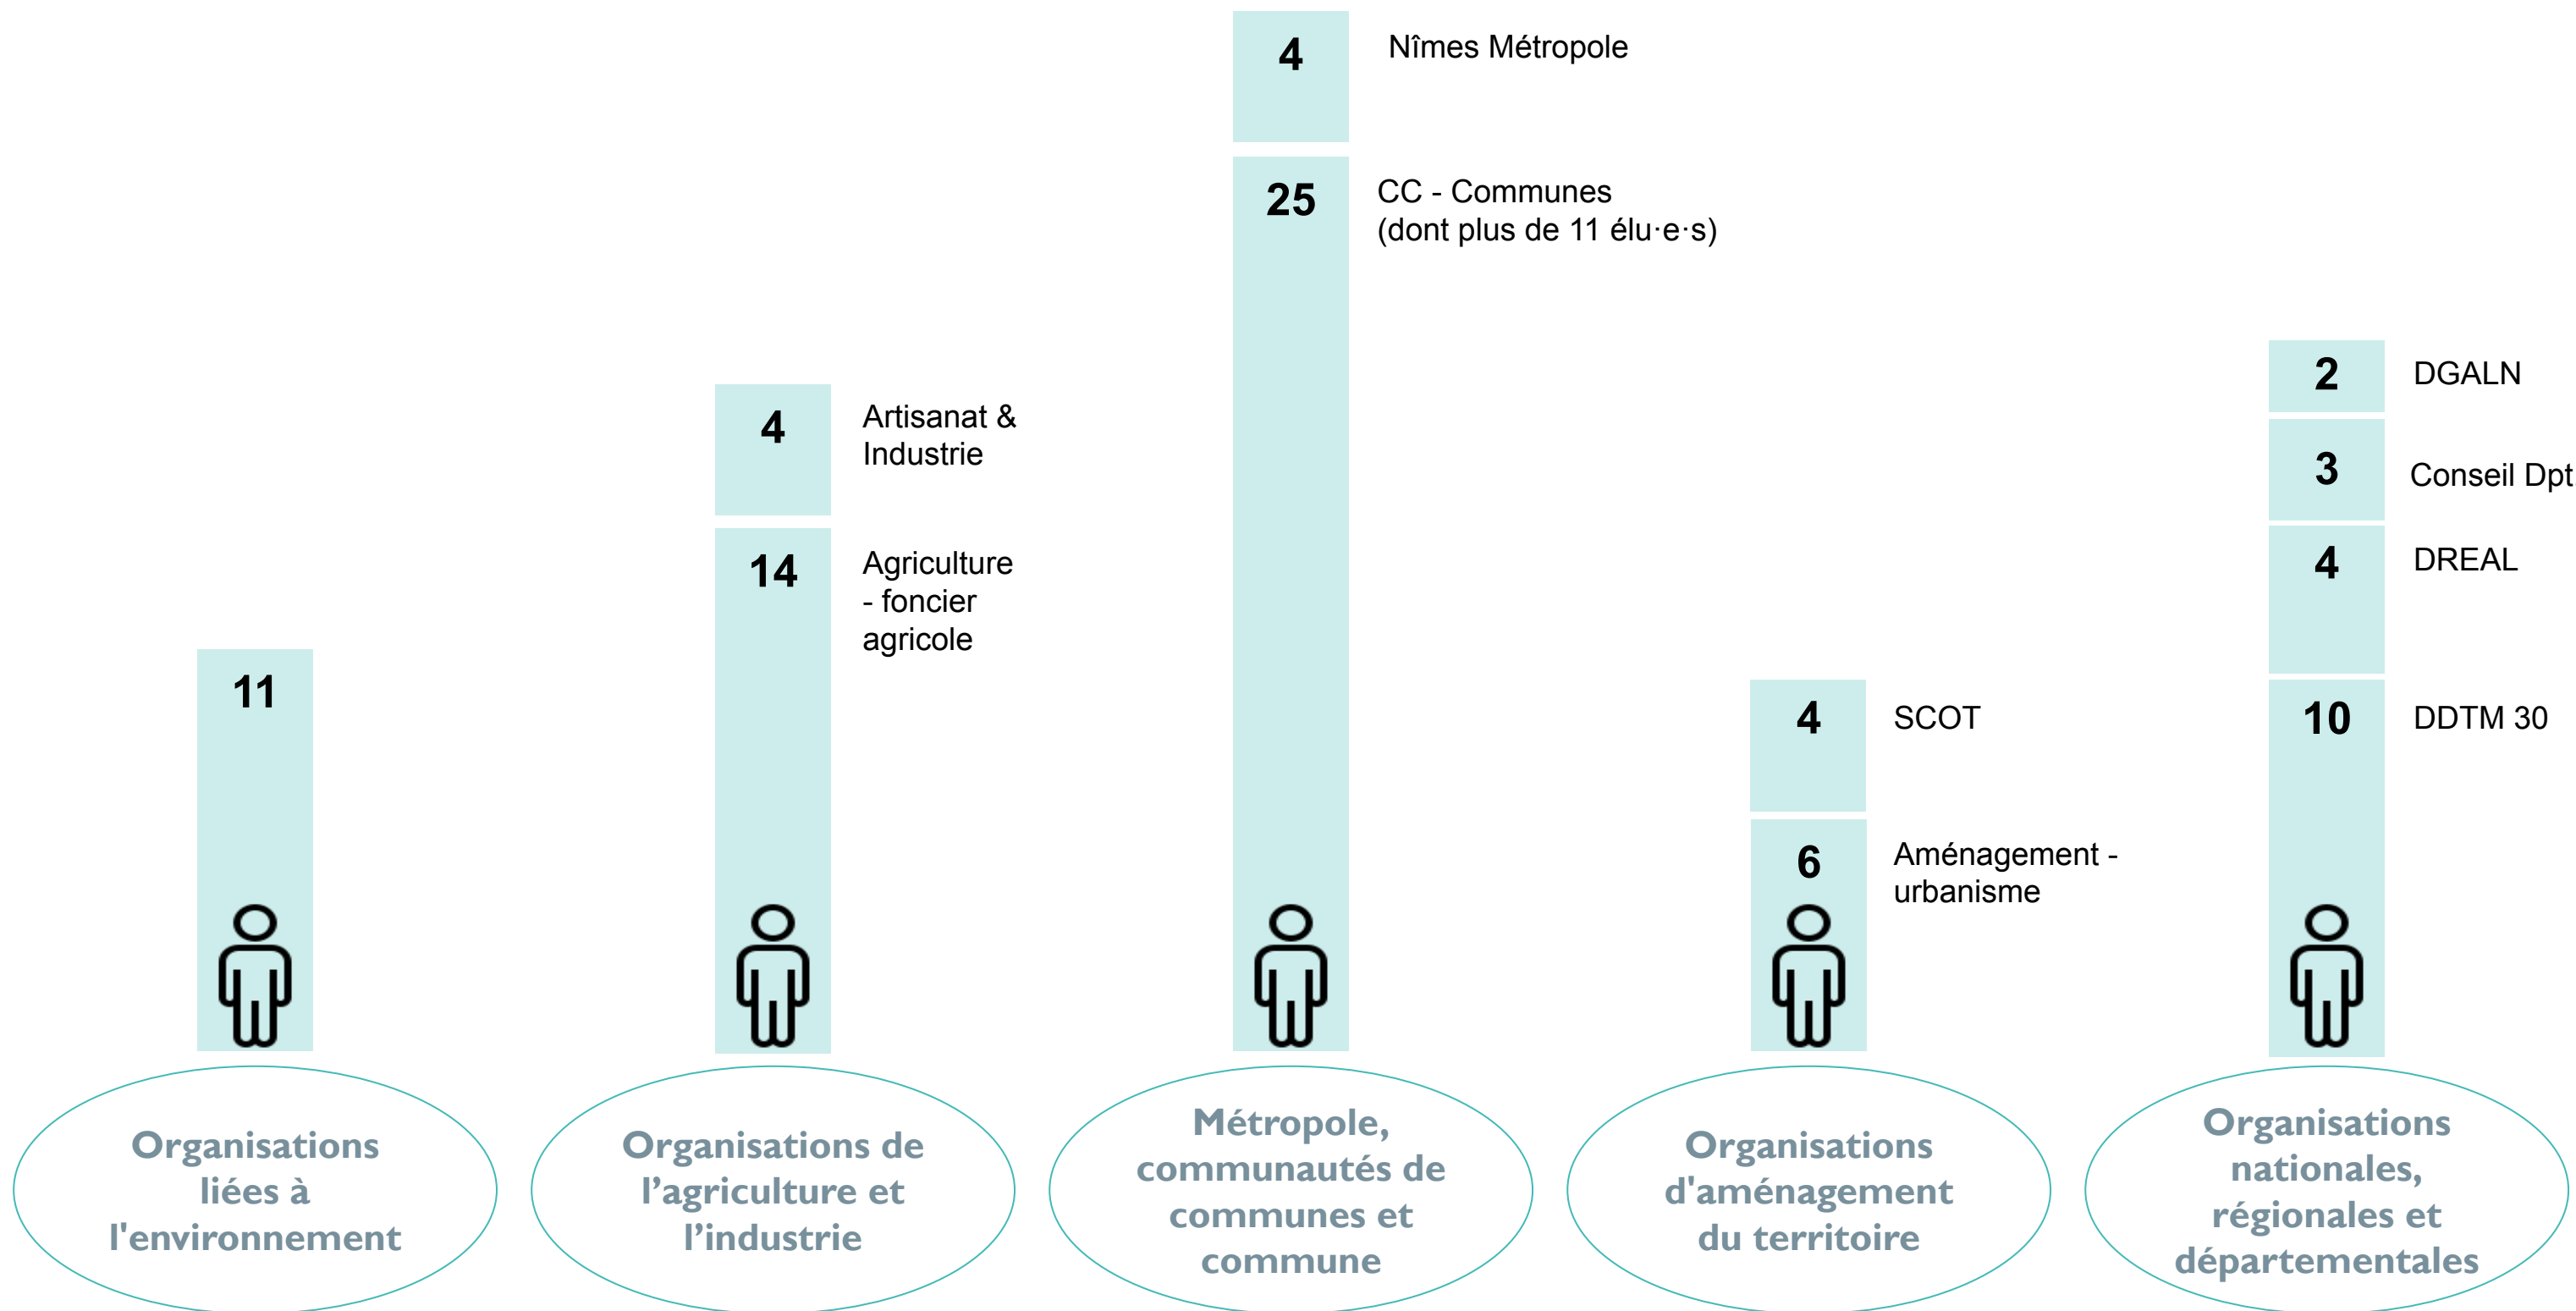 11
Organisations
liées à
l'environnement
4
Artisanat &
Industrie
14
Agriculture
- foncier
agricole
Organisations de
l’agriculture et
l’industrie
4
Nîmes Métropole
25
CC - Communes
(dont plus de 11 élu·e·s)
Métropole,
communautés de
communes et
commune
4
SCOT
6
Aménagement -
urbanisme
Organisations
d'aménagement
du territoire
2
DGALN
3
Conseil Dpt
4
DREAL
10
DDTM 30
Organisations
nationales,
régionales et
départementales